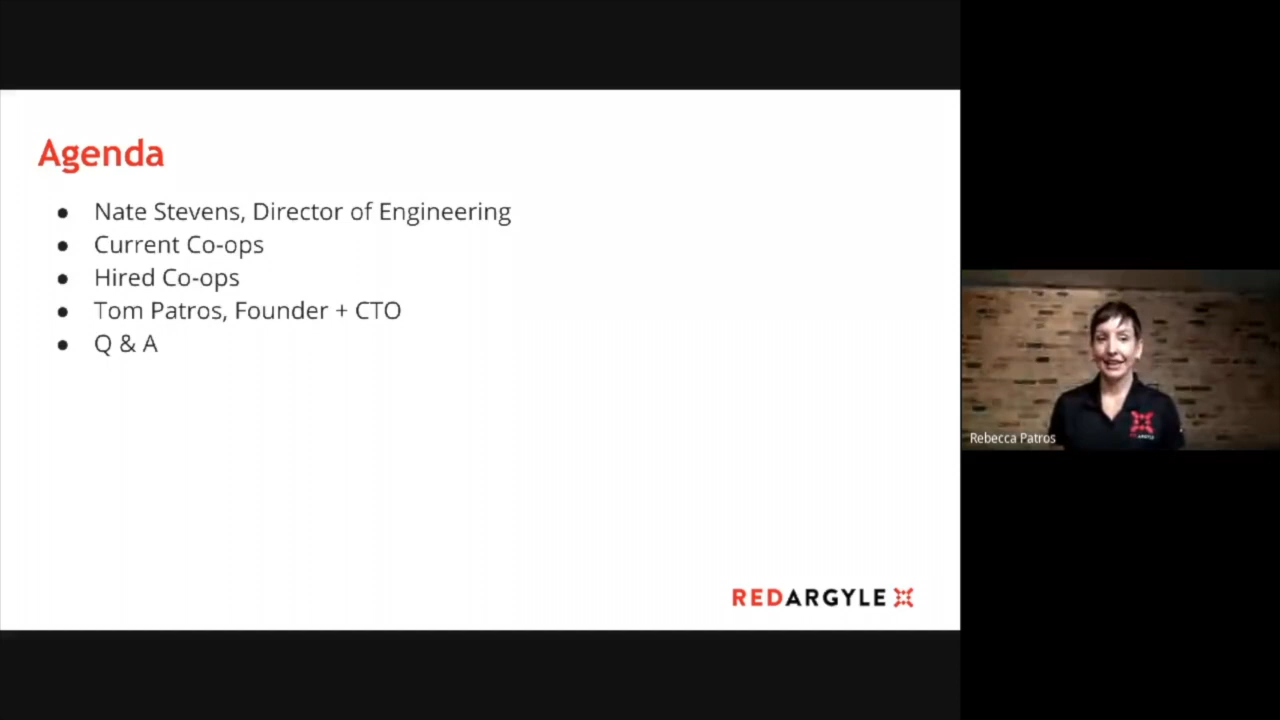 Agenda
● Nate Stevens, Director of Engineering
● Current Co-ops
● Hired Co-ops
● Tom Patros, Founder + CTO
● Q & A
REDARGYLE
Rebecca Patros